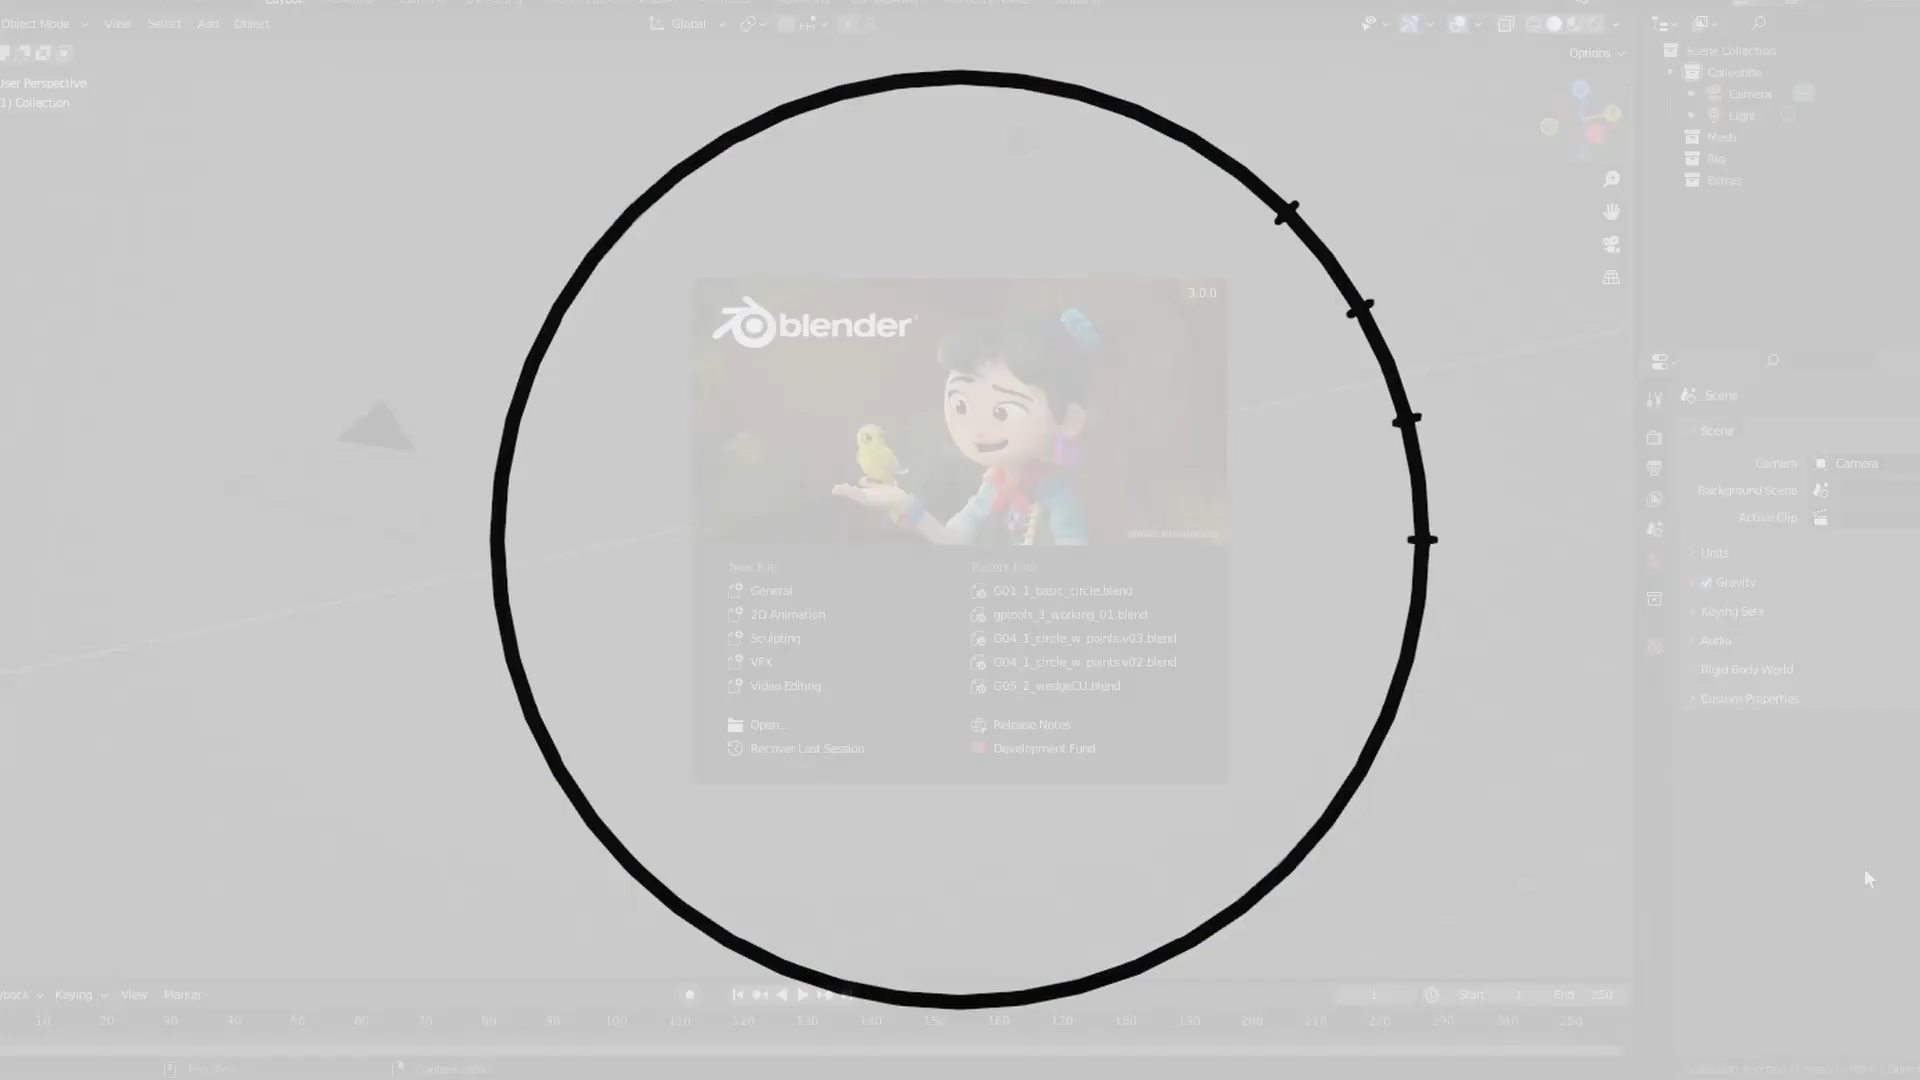 Object Mode View Select Add Object
Global
Options
User Perspective
1) Collection
Scene Collection
Collection
Camera
Light
Mesh
Rig
Extras
3.0.0
blender
New File
General
2D Animation
Sculpting
VFX
Video Editing
Open...
Recover Last Session
Recent Files
G01_1_basic_circle.blend
gptools_3_working_01.blend
G04_1_circle_w_points.v03.blend
G04_1_circle_w_points.v02.blend
G05_2_wedgeCU.blend
Release Notes
Development Fund
Scene
Scene
Camera Camera
Background Scene
Active Clip
Units
Gravity
Keying Sets
Audio
Rigid Body World
Custom Properties
yback Keying View Marker
1 Start 1 End 250
10 20 30 40 50 60 70 80 90 100 110 120 130 140 150 160 170 180 190 200 210 220 230 240 250